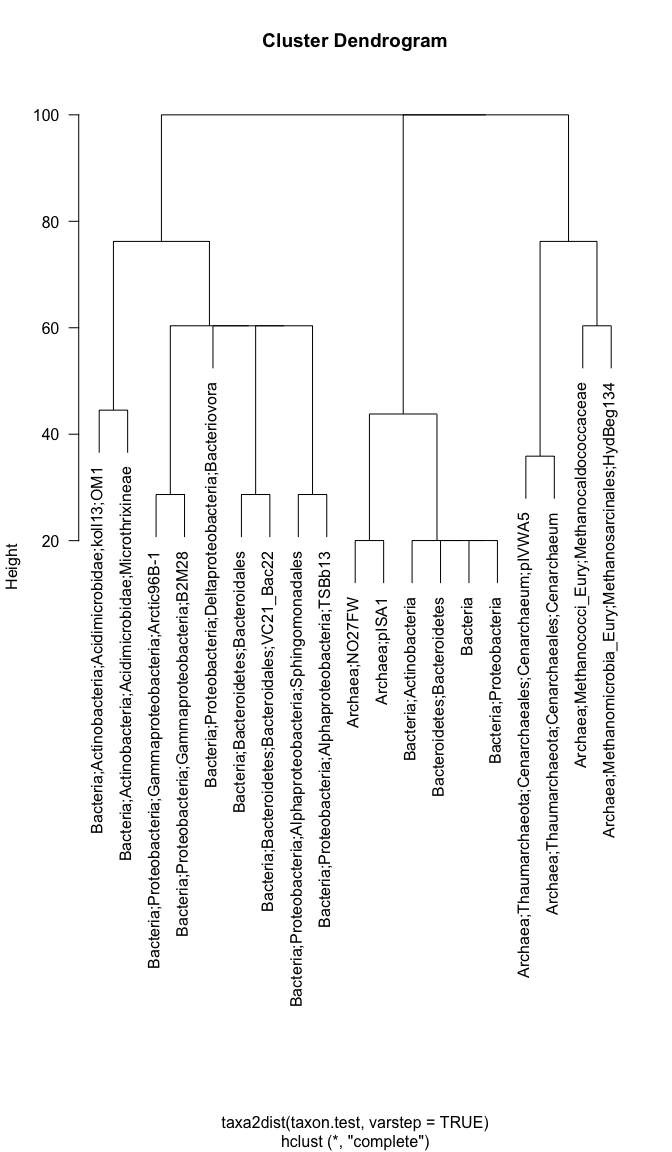 Cluster Dendrogram
Height
100
80
60
40
20
Bacteria;Actinobacteria;Acidimicrobidae;koll13;OM1
Bacteria;Actinobacteria;Acidimicrobidae;Microthrixineae
Bacteria;Proteobacteria;Gammaproteobacteria;Arctic96B-1
Bacteria;Proteobacteria;Gammaproteobacteria;B2M28
Bacteria;Proteobacteria;Deltaproteobacteria;Bacteriovora
Bacteria;Bacteroidetes;Bacteroidales
Bacteria;Bacteroidetes;Bacteroidales;VC21_Bac22
Bacteria;Proteobacteria;Alphaproteobacteria;Sphingomonadales
Bacteria;Proteobacteria;Alphaproteobacteria;TSBb13
Archaea;NO27FW
Archaea;pISA1
Bacteria;Actinobacteria
Bacteroidetes;Bacteroidetes
Bacteria
Bacteria;Proteobacteria
Archaea;Thaumarchaeota;Cenarchaeales;Cenarchaeum;pIVWA5
Archaea;Thaumarchaeota;Cenarchaeales;Cenarchaeum
Archaea;Methanococci_Eury;Methanocaldococcaceae
Archaea;Methanomicrobia_Eury;Methanosarcinales;HydBeg134
taxa2dist(taxon.test, varstep = TRUE)
hclust (*, "complete")